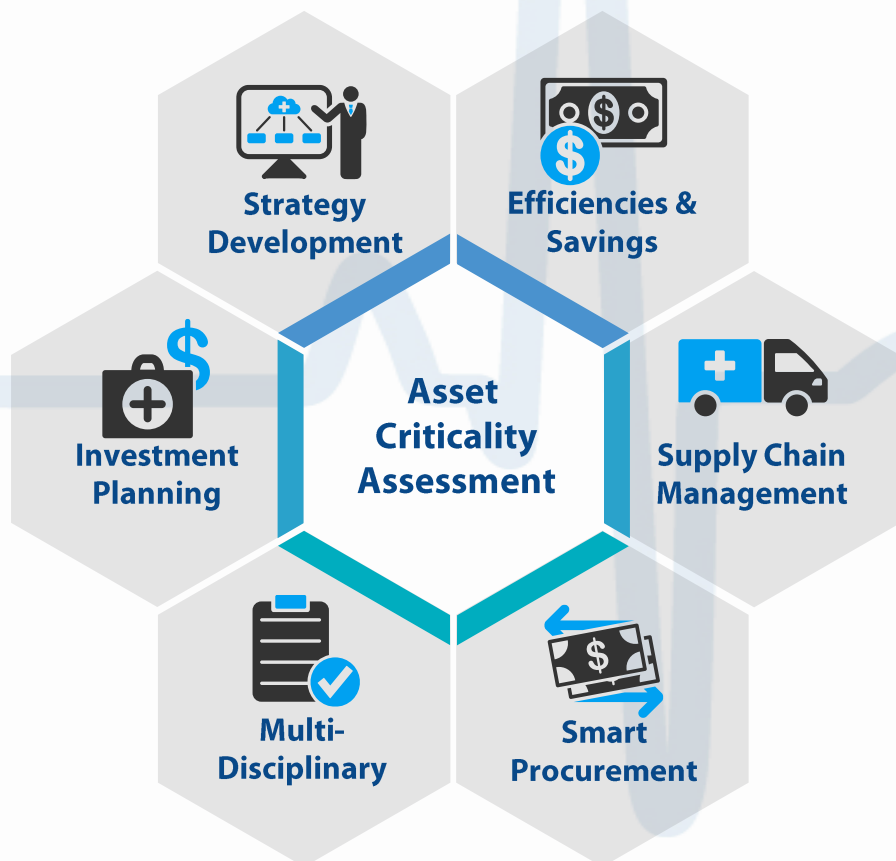 Strategy
Development
Efficiencies &
Savings
Investment
Planning
Asset
Criticality
Assessment
Supply Chain
Management
Multi-
Disciplinary
Smart
Procurement
$
$
$
$